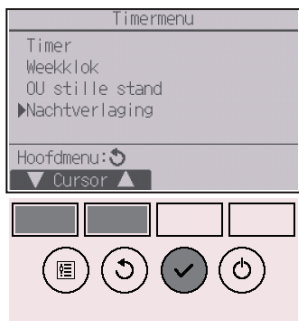 Timermenu
Timer
Weekklok
OU stille stand
▶Nachtverlaging
Hoofdmenu:↺
▼ Cursor ▲